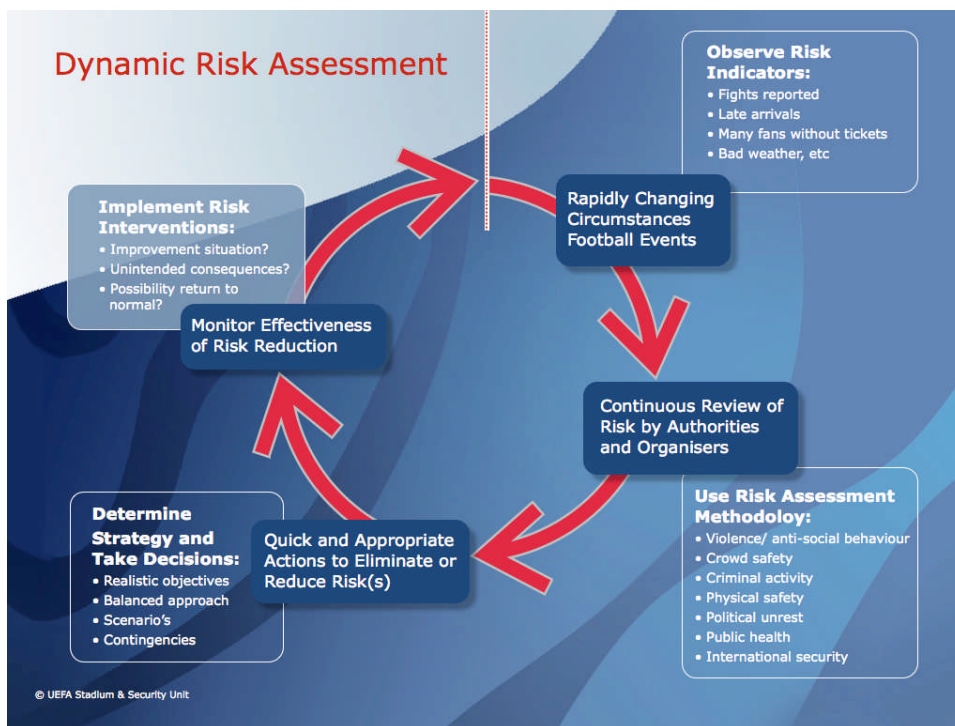 Dynamic Risk Assessment
Observe Risk
Indicators:
• Fights reported
• Late arrivals
• Many fans without tickets
• Bad weather, etc
Rapidly Changing
Circumstances
Football Events
Continuous Review of
Risk by Authorities
and Organisers
Use Risk Assessment
Methodoloy:
• Violence/ anti-social behaviour
• Crowd safety
• Criminal activity
• Physical safety
• Political unrest
• Public health
• International security
Quick and Appropriate
Actions to Eliminate or
Reduce Risk(s)
Determine
Strategy and
Take Decisions:
• Realistic objectives
• Balanced approach
• Scenario's
• Contingencies
Monitor Effectiveness
of Risk Reduction
Implement Risk
Interventions:
• Improvement situation?
• Unintended consequences?
• Possibility return to
normal?
© UEFA Stadium & Security Unit